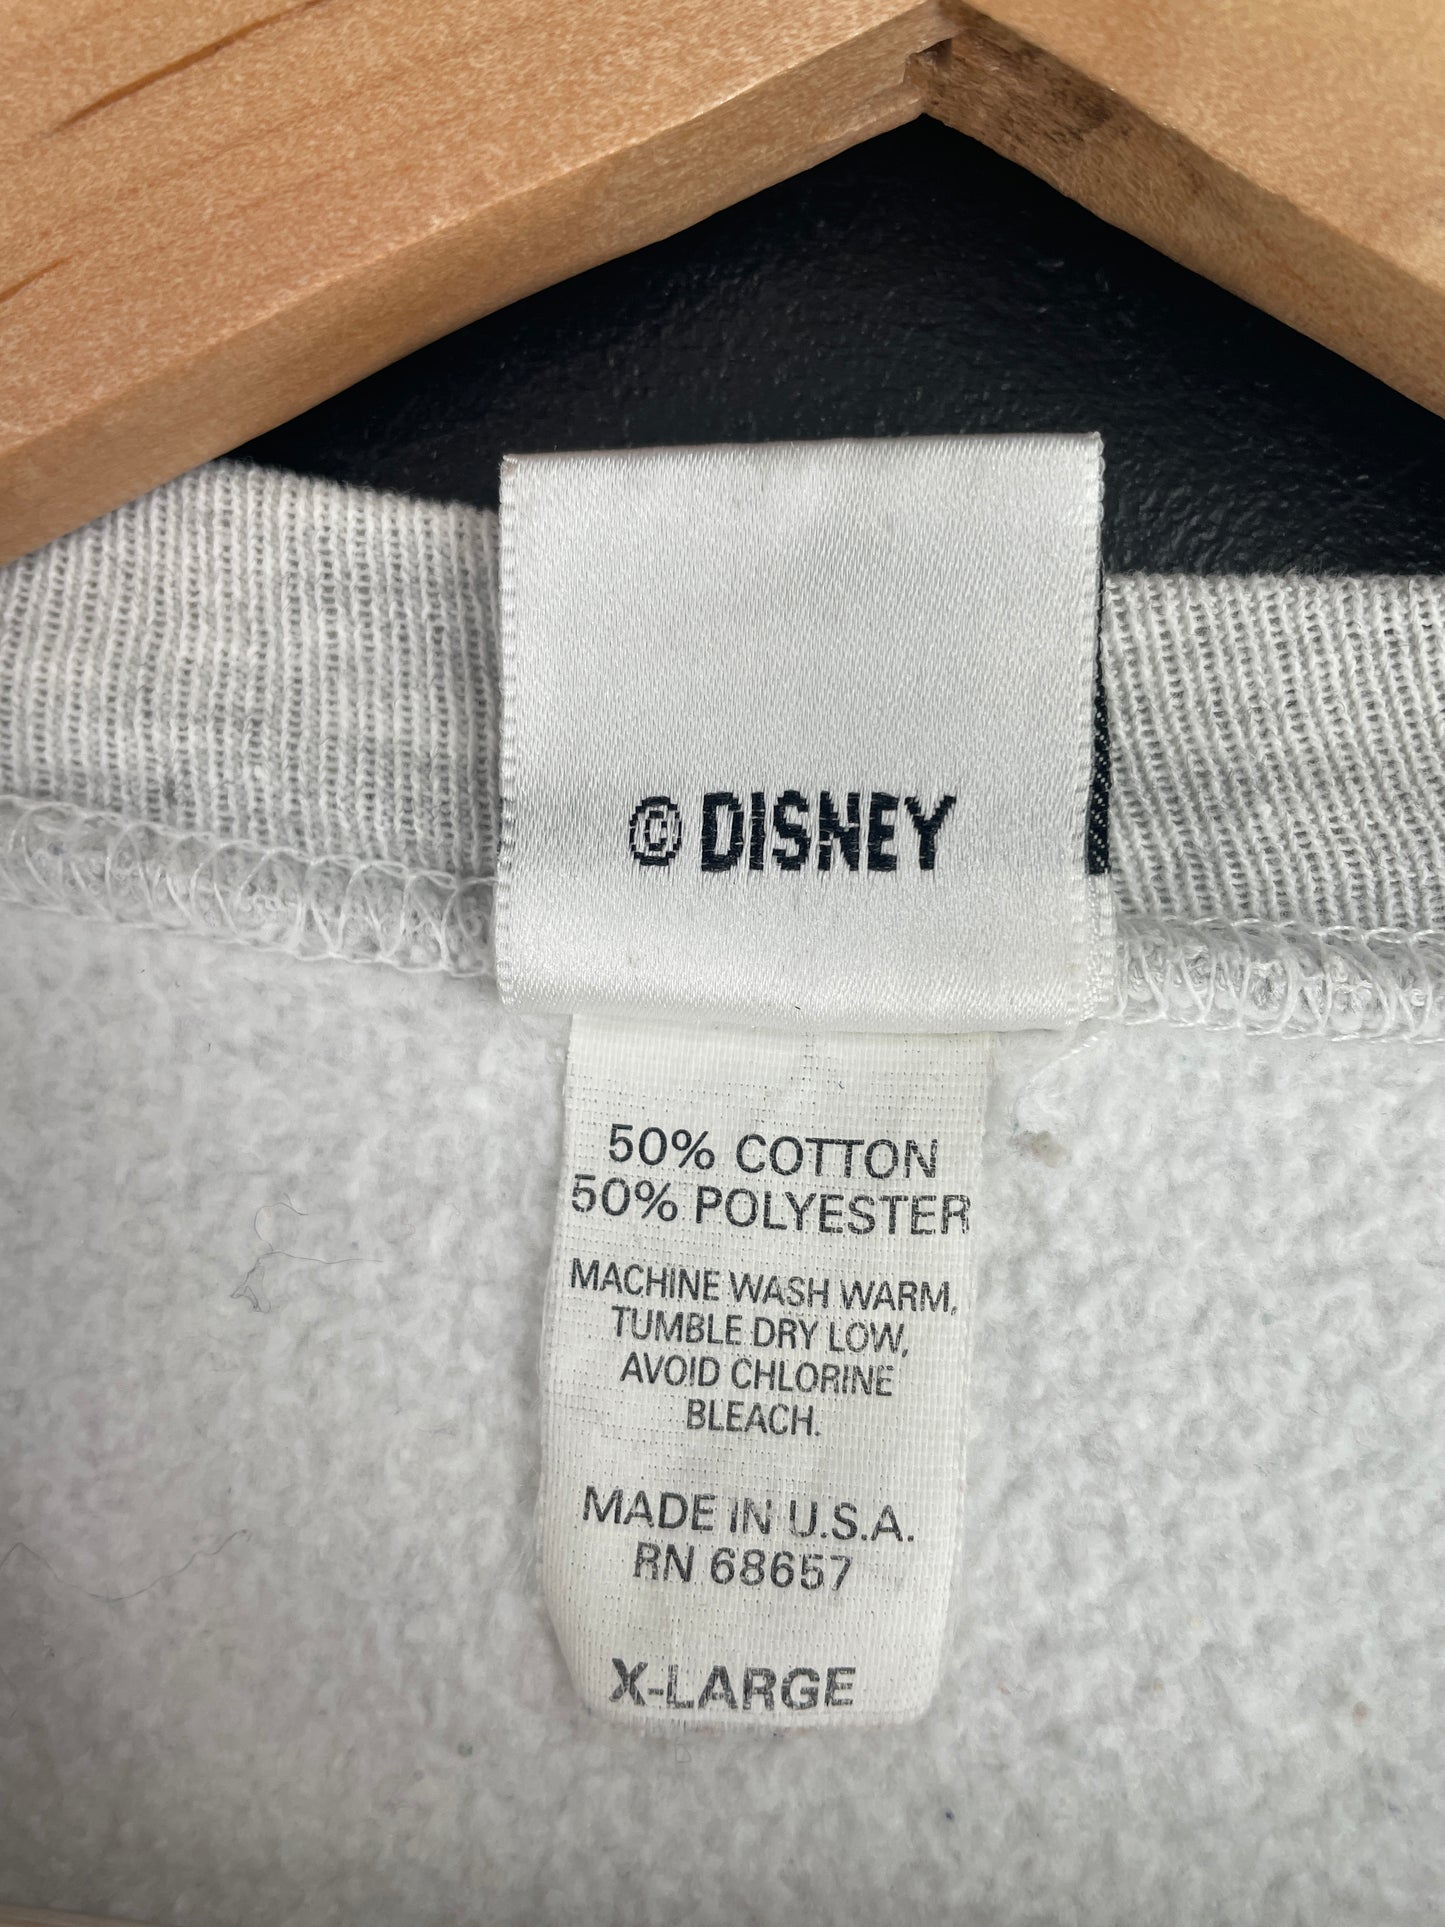 © DISNEY
50% COTTON
50% POLYESTER
MACHINE WASH WARM,
TUMBLE DRY LOW,
AVOID CHLORINE
BLEACH.
MADE IN U.S.A.
RN 68657
X-LARGE